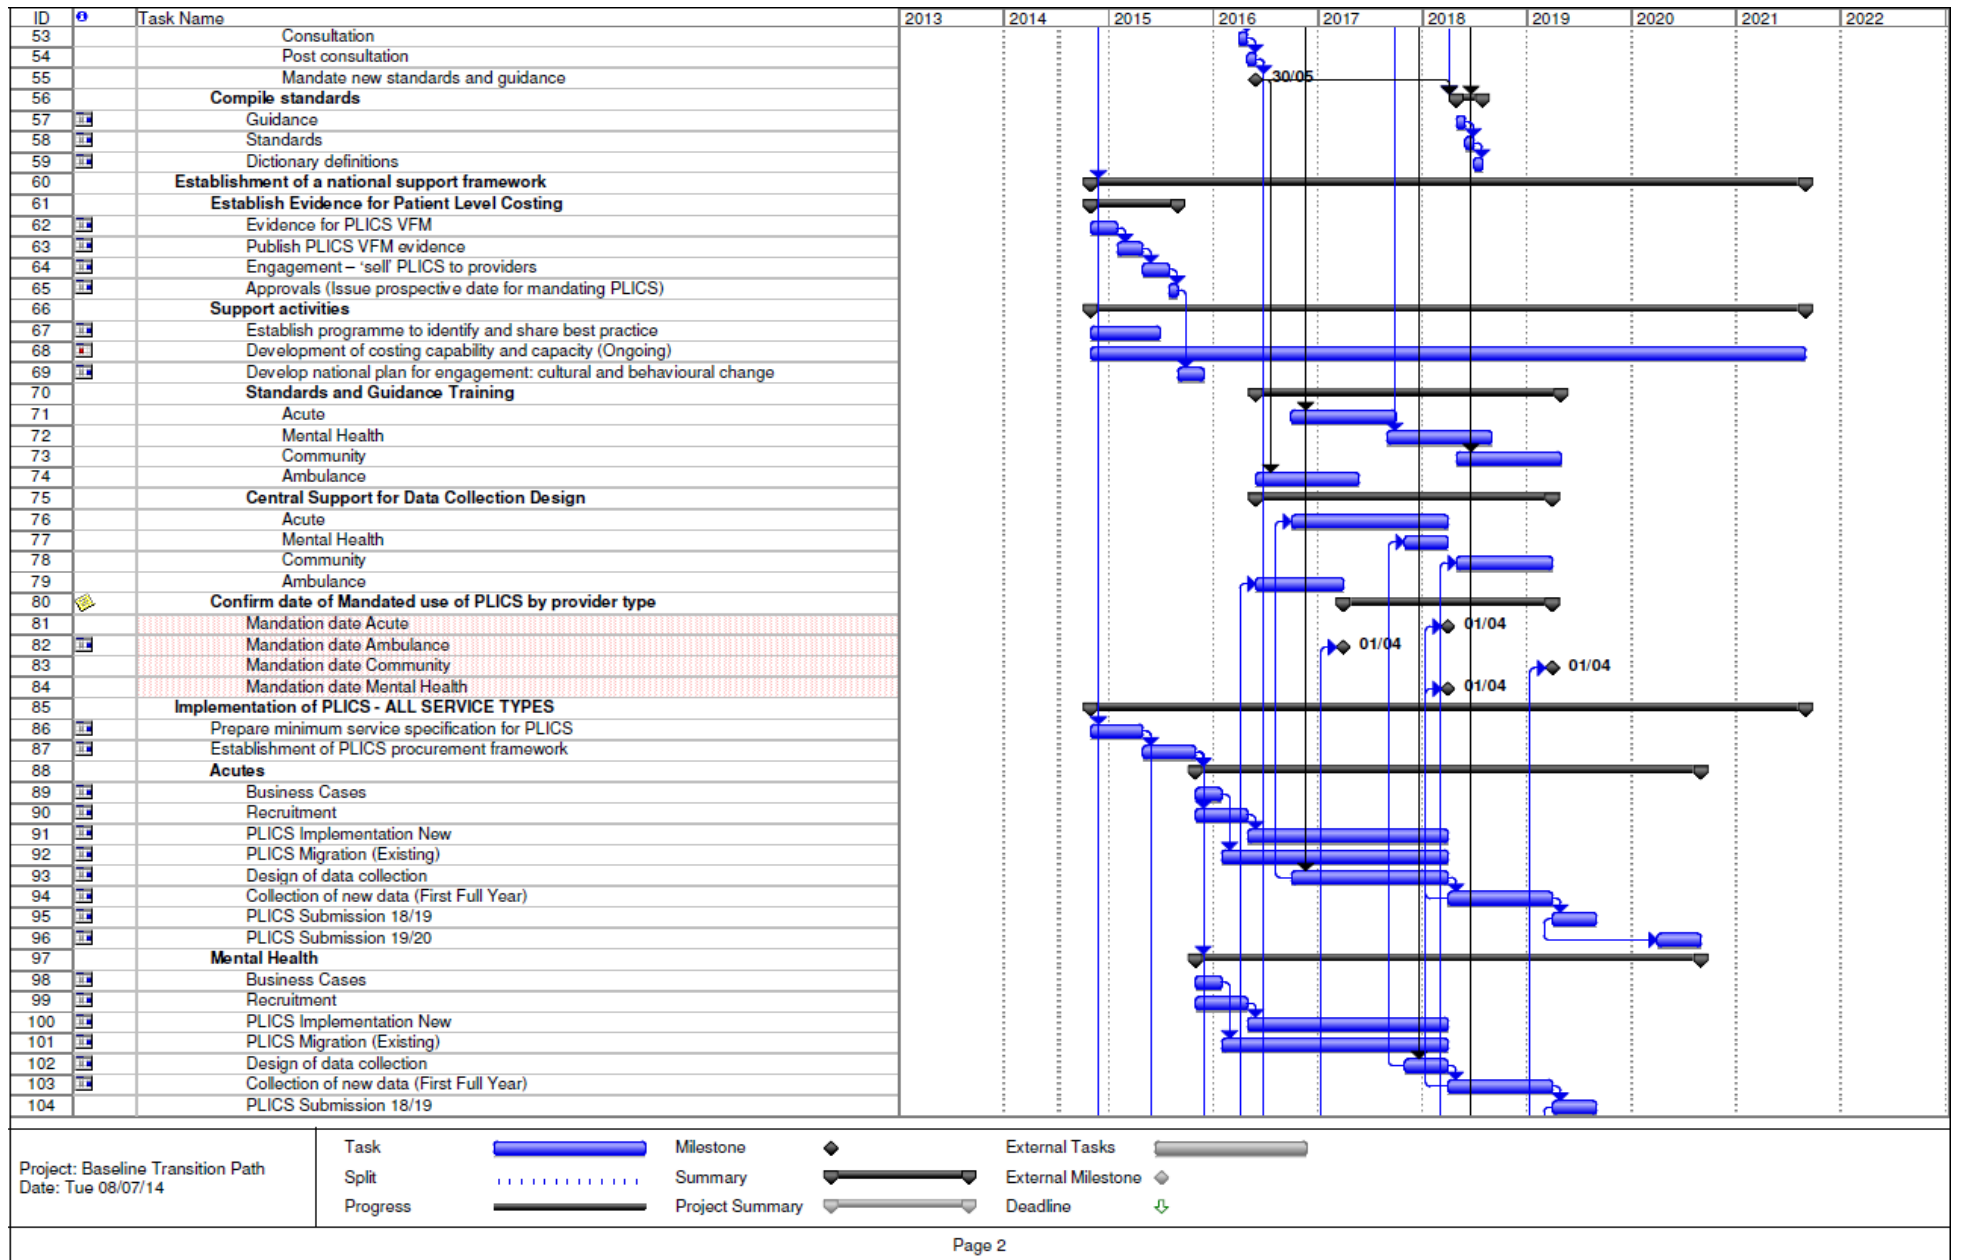 ID Task Name 2013 2014 2015 2016 2017 2018 2019 2020 2021 2022
53 Consultation
54 Post consultation
55 Mandate new standards and guidance 30/05
56 Compile standards
57 Guidance
58 Standards
59 Dictionary definitions
60 Establishment of a national support framework
61 Establish Evidence for Patient Level Costing
62 Evidence for PLICS VFM
63 Publish PLICS VFM evidence
64 Engagement – ‘sell’ PLICS to providers
65 Approvals (Issue prospective date for mandating PLICS)
66 Support activities
67 Establish programme to identify and share best practice
68 Development of costing capability and capacity (Ongoing)
69 Develop national plan for engagement: cultural and behavioural change
70 Standards and Guidance Training
71 Acute
72 Mental Health
73 Community
74 Ambulance
75 Central Support for Data Collection Design
76 Acute
77 Mental Health
78 Community
79 Ambulance
80 Confirm date of Mandated use of PLICS by provider type
81 Mandation date Acute 01/04
82 Mandation date Ambulance 01/04
83 Mandation date Community 01/04
84 Mandation date Mental Health 01/04
85 Implementation of PLICS - ALL SERVICE TYPES
86 Prepare minimum service specification for PLICS
87 Establishment of PLICS procurement framework
88 Acutes
89 Business Cases
90 Recruitment
91 PLICS Implementation New
92 PLICS Migration (Existing)
93 Design of data collection
94 Collection of new data (First Full Year)
95 PLICS Submission 18/19
96 PLICS Submission 19/20
97 Mental Health
98 Business Cases
99 Recruitment
100 PLICS Implementation New
101 PLICS Migration (Existing)
102 Design of data collection
103 Collection of new data (First Full Year)
104 PLICS Submission 18/19
Project: Baseline Transition Path
Date: Tue 08/07/14
Task Milestone External Tasks
Split Summary External Milestone
Progress Project Summary Deadline
Page 2